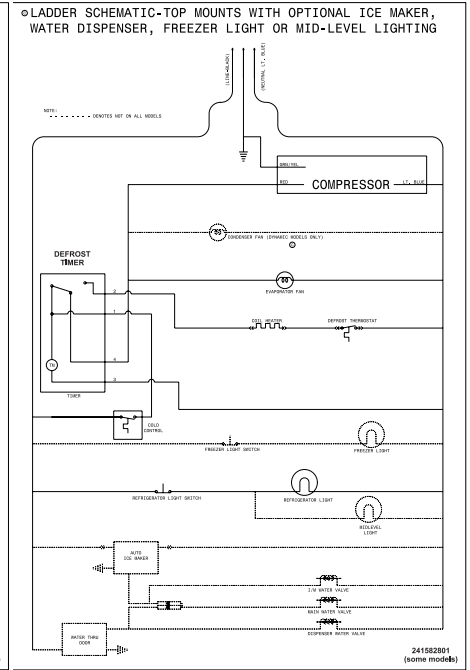 LADDER SCHEMATIC-TOP MOUNTS WITH OPTIONAL ICE MAKER,
WATER DISPENSER, FREEZER LIGHT OR MID-LEVEL LIGHTING
(LINE-BLACK)
(NEUTRAL LT. BLUE)
NOTE:
- - - - - - - DENOTES NOT ON ALL MODELS
GRN/YEL
RED
COMPRESSOR
LT. BLUE
CONDENSER FAN (DYNAMIC MODELS ONLY)
DEFROST
TIMER
EVAPORATOR FAN
2
1
COIL HEATER
DEFROST THERMOSTAT
4
TM
3
TIMER
COLD
CONTROL
FREEZER LIGHT SWITCH
FREEZER LIGHT
REFRIGERATOR LIGHT SWITCH
REFRIGERATOR LIGHT
MIDLEVEL
LIGHT
AUTO
ICE MAKER
I/M WATER VALVE
MAIN WATER VALVE
WATER THRU
DOOR
DISPENSER WATER VALVE
241582801
(some models)